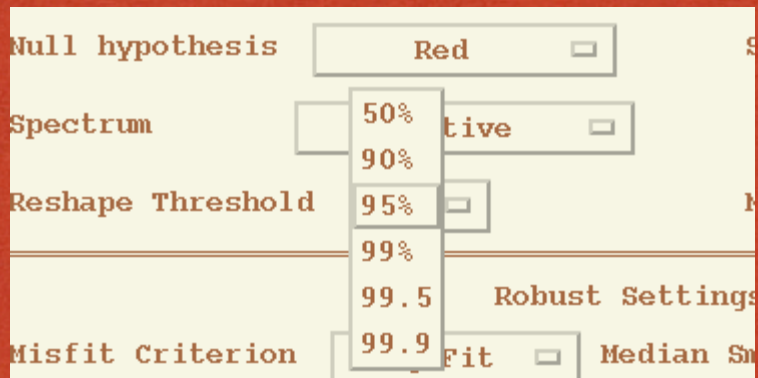 Null hypothesis Red
50%
Spectrum tive
90%
Reshape Threshold 95%
99%
99.5 Robust Settings
99.9
Misfit Criterion Fit Median